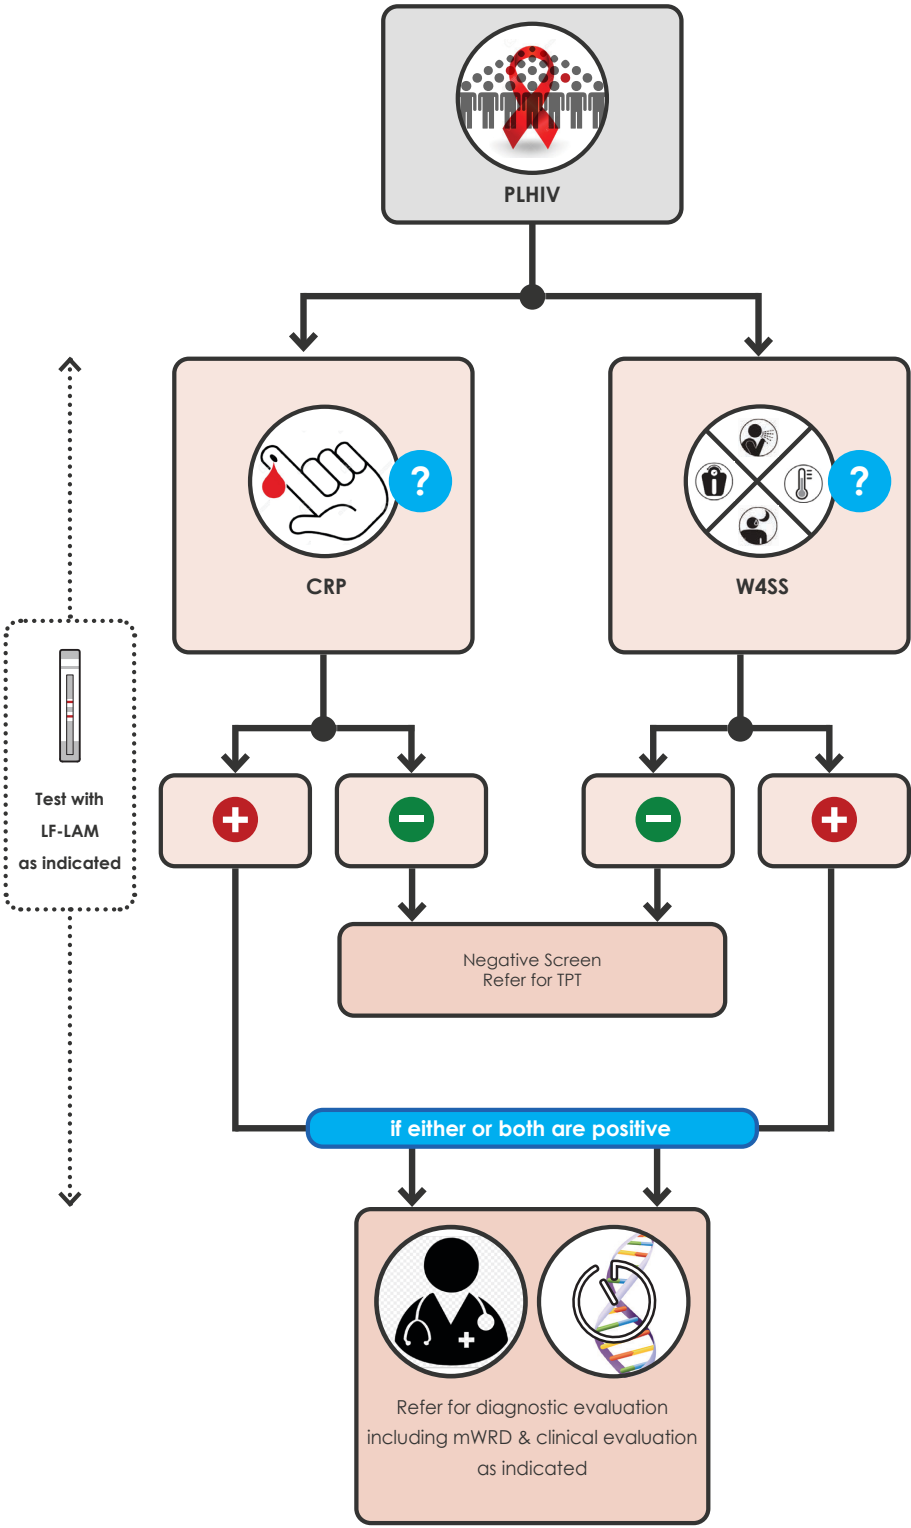 PLHIV
?
CRP
?
W4SS
Test with
LF-LAM
as indicated
Negative Screen
Refer for TPT
if either or both are positive
Refer for diagnostic evaluation
including mWRD & clinical evaluation
as indicated